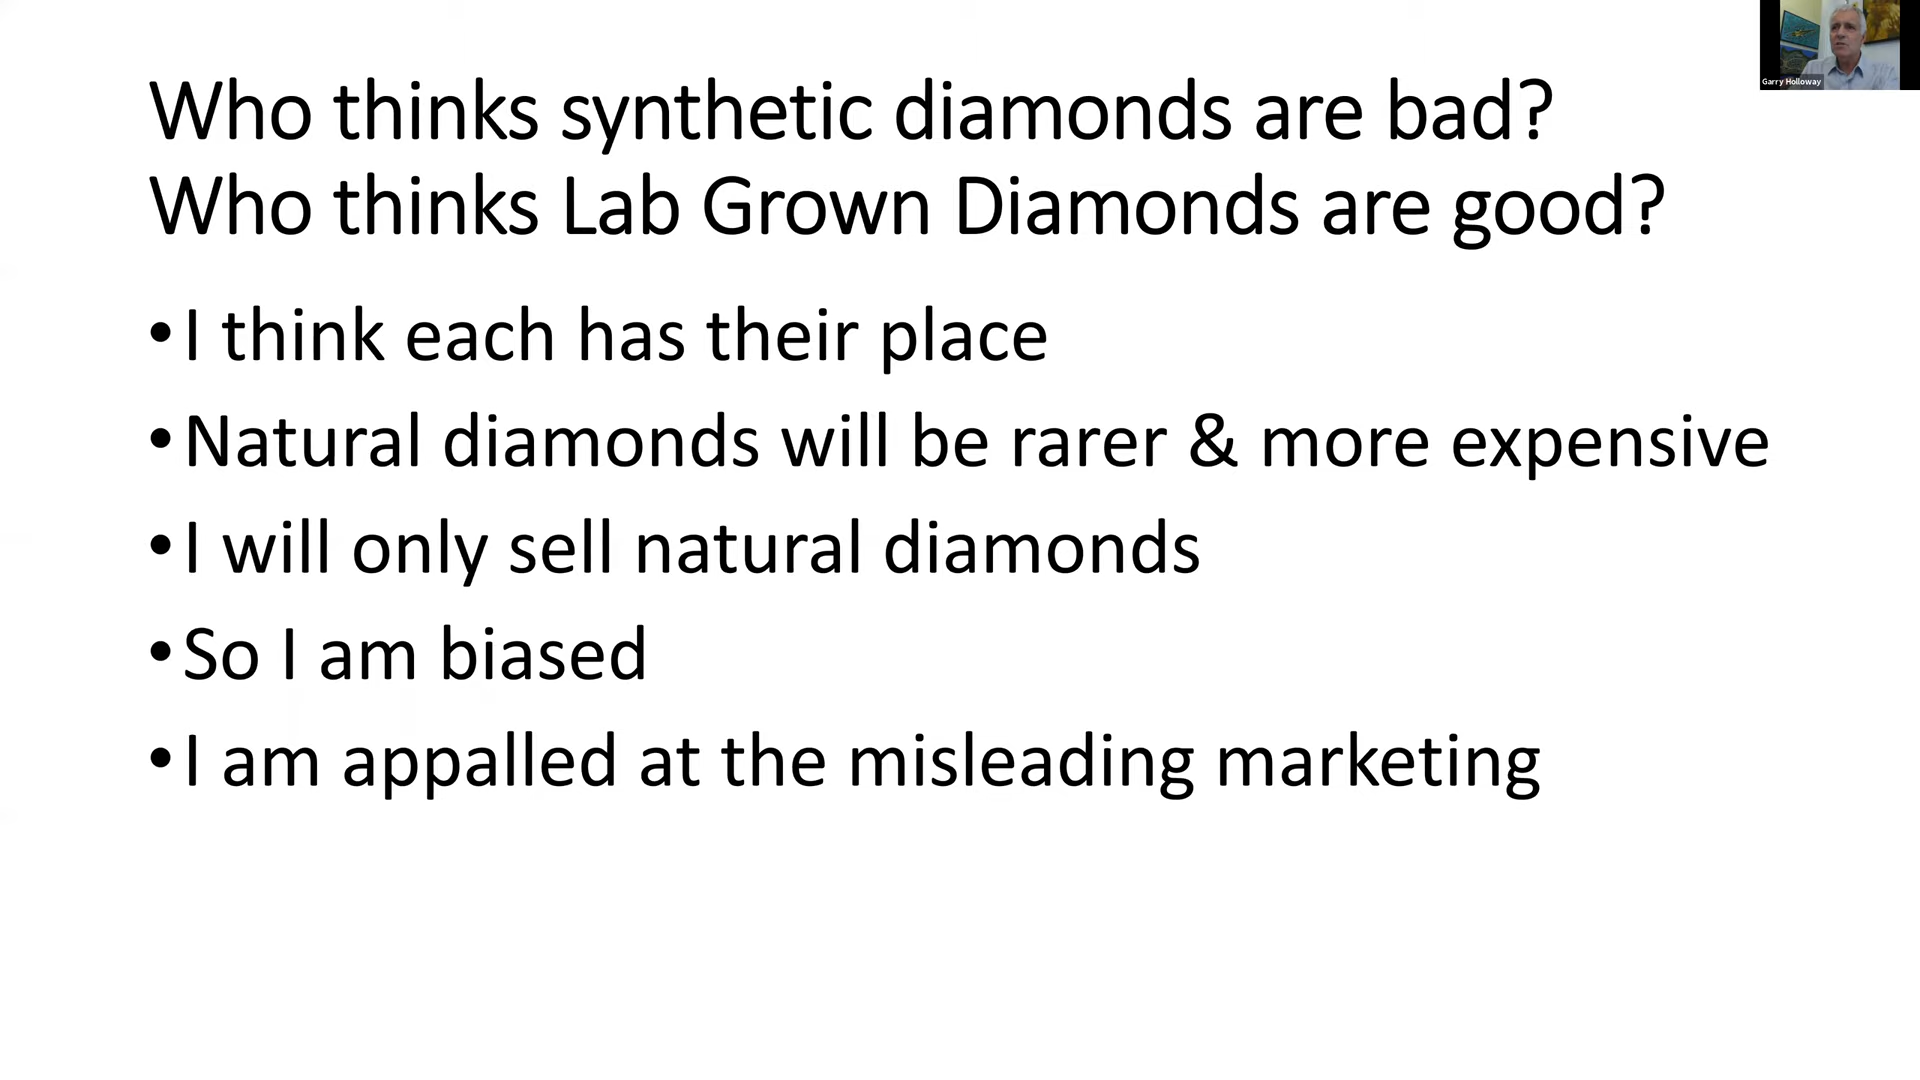 Who thinks synthetic diamonds are bad?
Who thinks Lab Grown Diamonds are good?
•I think each has their place
•Natural diamonds will be rarer & more expensive
•I will only sell natural diamonds
•So I am biased
•I am appalled at the misleading marketing
Garry Holloway